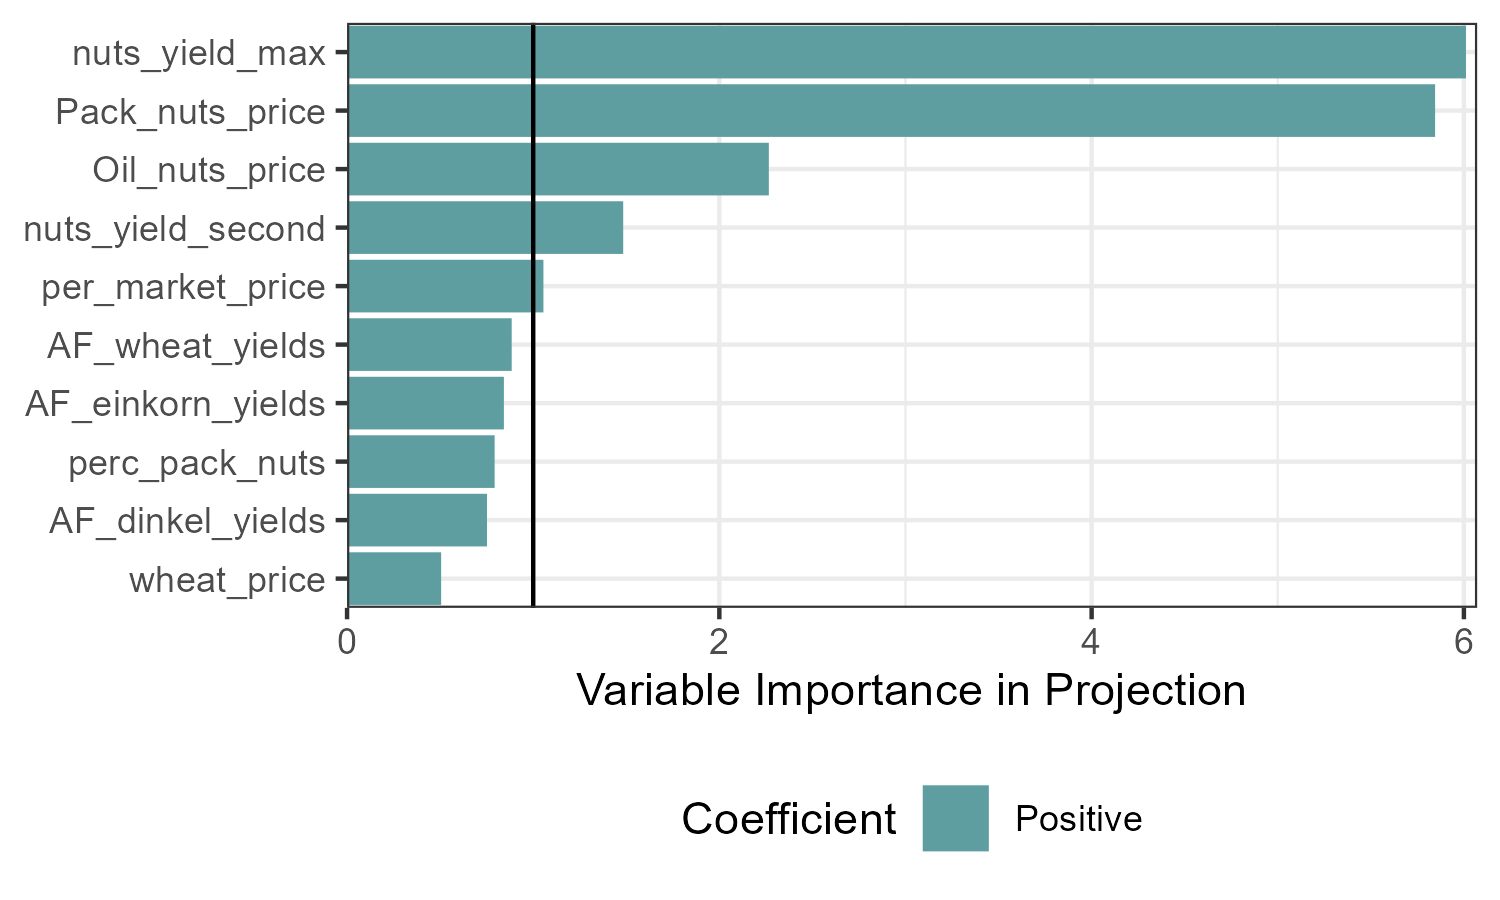 nuts_yield_max
Pack_nuts_price
Oil_nuts_price
nuts_yield_second
per_market_price
AF_wheat_yields
AF_einkorn_yields
perc_pack_nuts
AF_dinkel_yields
wheat_price
0 2 4 6
Variable Importance in Projection
Coefficient Positive